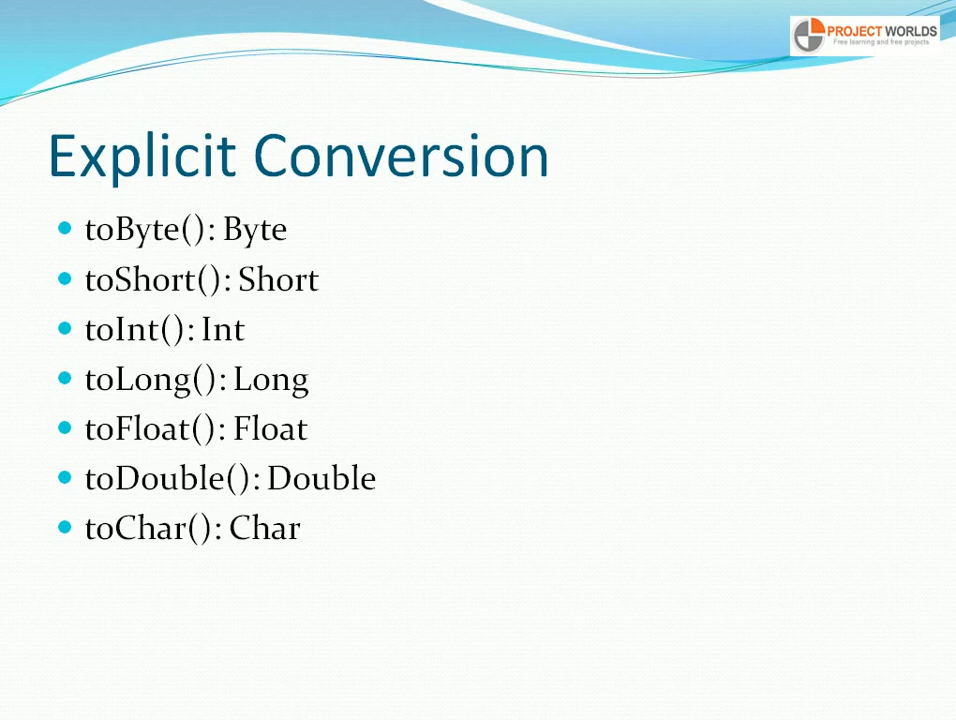 PROJECT WORLDS
Free learning and free projects
Explicit Conversion
toByte(): Byte
toShort(): Short
toInt(): Int
toLong(): Long
toFloat(): Float
toDouble(): Double
toChar(): Char